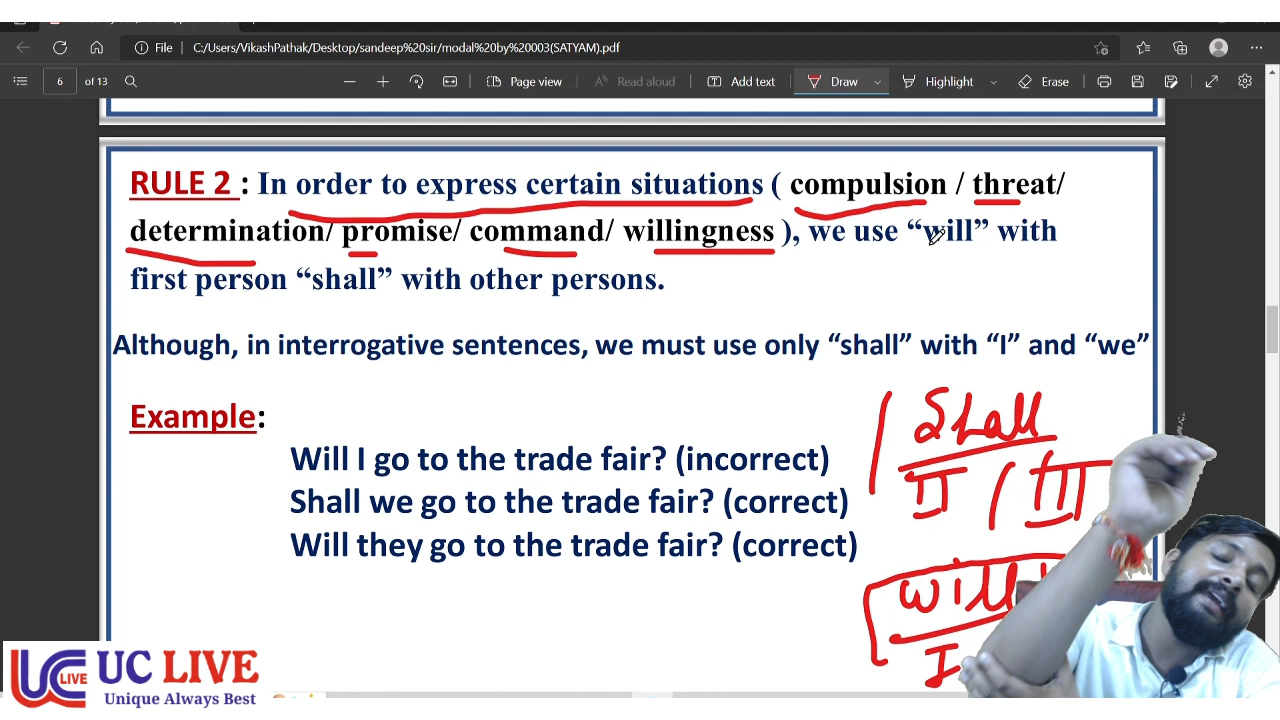 File C:/Users/VikashPathak/Desktop/sandeep%20sir/modal%20by%20003(SATYAM).pdf
6 of 13 Page view Read aloud Add text Draw Highlight Erase
RULE 2 : In order to express certain situations ( compulsion / threat/
determination/ promise/ command/ willingness ), we use “will” with
first person “shall” with other persons.
Although, in interrogative sentences, we must use only “shall” with “I” and “we”
Example:
Will I go to the trade fair? (incorrect)
Shall we go to the trade fair? (correct)
Will they go to the trade fair? (correct)
Shall
II / III
Will
I
UC LIVE
LIVE
Unique Always Best